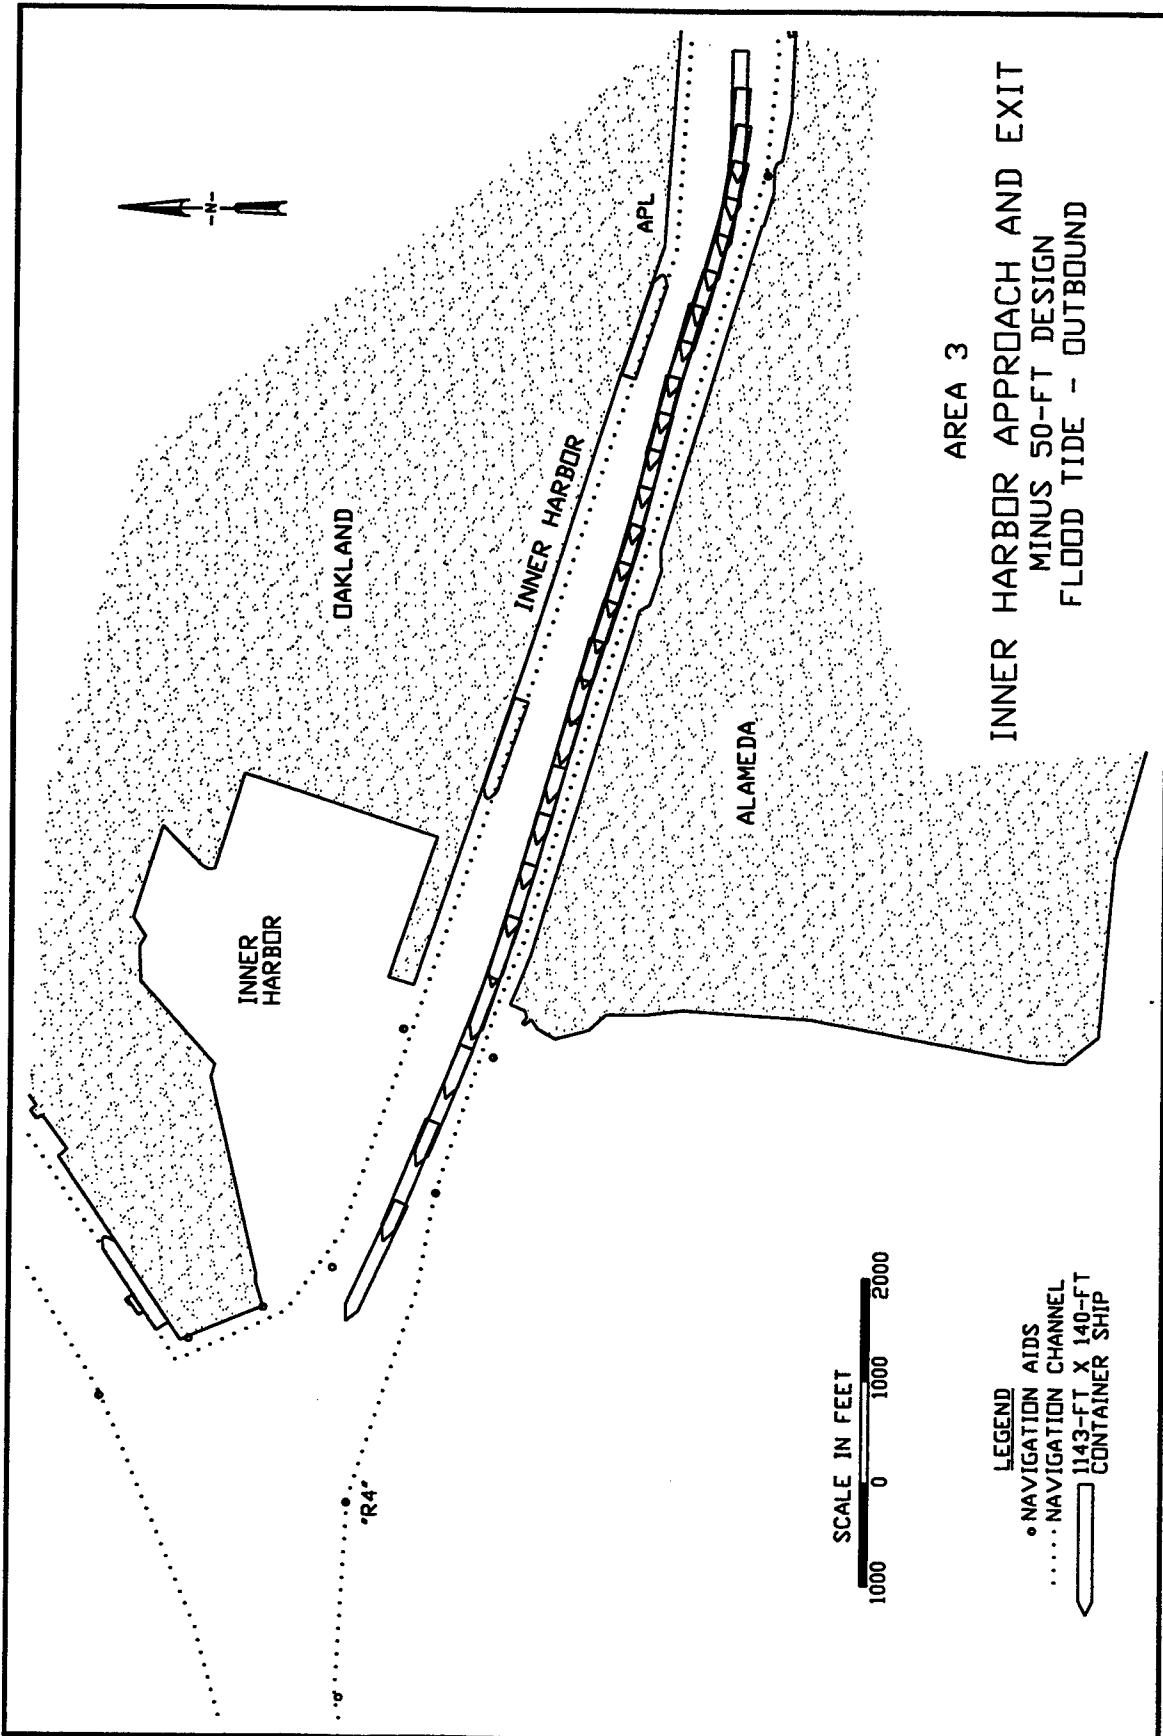 -N-
APL
INNER HARBOR
OAKLAND
INNER
HARBOR
ALAMEDA
"R4"
AREA 3
INNER HARBOR APPROACH AND EXIT
MINUS 50-FT DESIGN
FLOOD TIDE - OUTBOUND
SCALE IN FEET
1000 0 1000 2000
LEGEND
NAVIGATION AIDS
NAVIGATION CHANNEL
1143-FT X 140-FT
CONTAINER SHIP